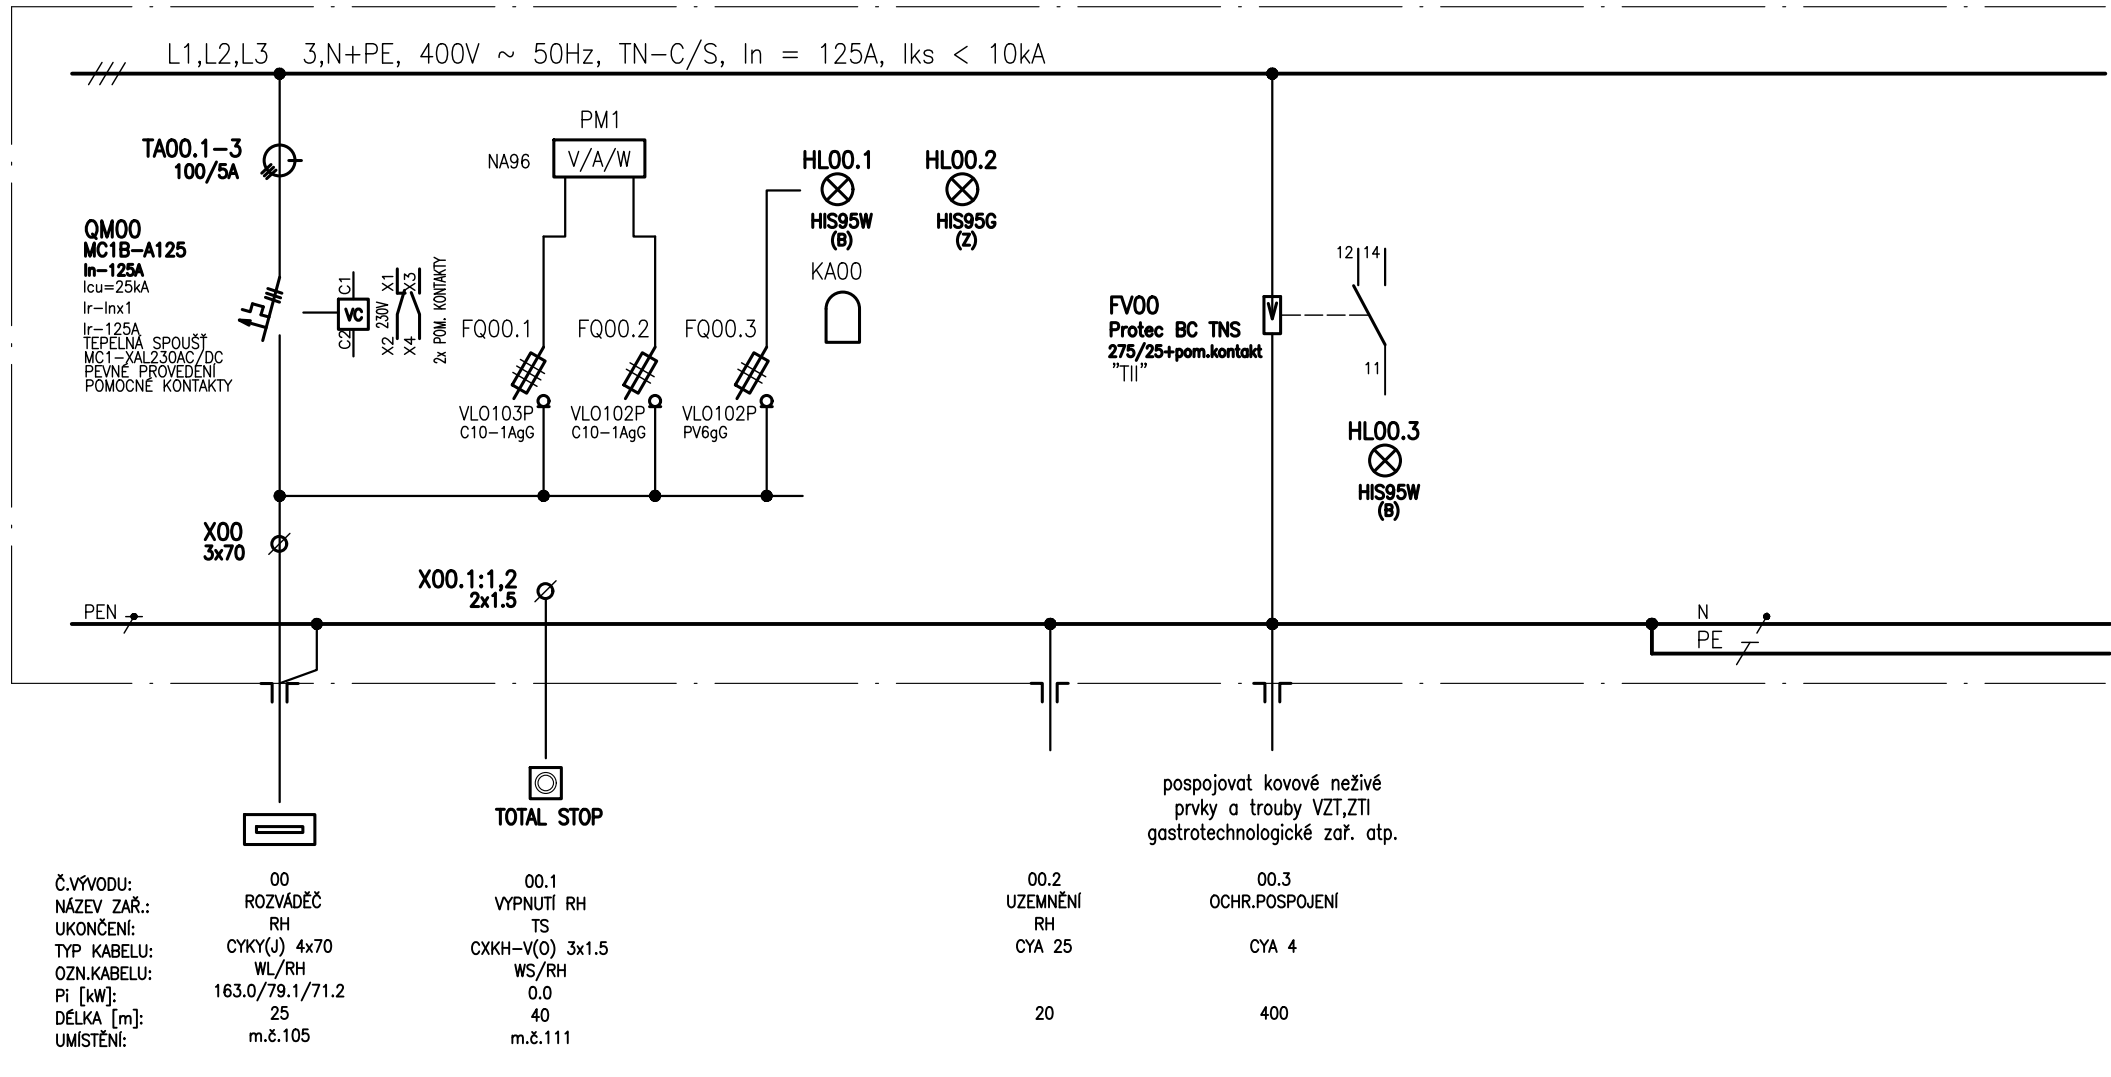 L1,L2,L3   3,N+PE, 400V ~ 50Hz, TN-C/S, In = 125A, Iks < 10kA
TA00.1-3
100/5A
QM00
MC1B-A125
In-125A
Icu=25kA
Ir-Inx1
Ir-125A
TEPELNÁ SPOUŠŤ
MC1-XAL230AC/DC
PEVNÉ PROVEDENÍ
POMOCNÉ KONTAKTY
C1
VC
C2
X2 230V X1
X4 X3
2x POM. KONTAKTY
PM1
NA96
V/A/W
FQ00.1
VLO103P
C10-1AgG
FQ00.2
VLO102P
C10-1AgG
FQ00.3
VLO102P
PV6gG
HL00.1
HIS95W
(B)
KA00
HL00.2
HIS95G
(Z)
FV00
Protec BC TNS
275/25+pom.kontakt
"TII"
12 14
11
HL00.3
HIS95W
(B)
X00
3x70
X00.1:1,2
2x1.5
PEN
N
PE
TOTAL STOP
pospojovat kovové neživé
prvky a trouby VZT,ZTI
gastrotechnologické zař. atp.
Č.VÝVODU: 00 00.1 00.2 00.3
NÁZEV ZAŘ.: ROZVÁDĚČ VYPNUTÍ RH UZEMNĚNÍ OCHR.POSPOJENÍ
UKONČENÍ: RH TS RH
TYP KABELU: CYKY(J) 4x70 CXKH-V(O) 3x1.5 CYA 25 CYA 4
OZN.KABELU: WL/RH WS/RH
Pi [kW]: 163.0/79.1/71.2 0.0
DÉLKA [m]: 25 40 20 400
UMÍSTĚNÍ: m.č.105 m.č.111